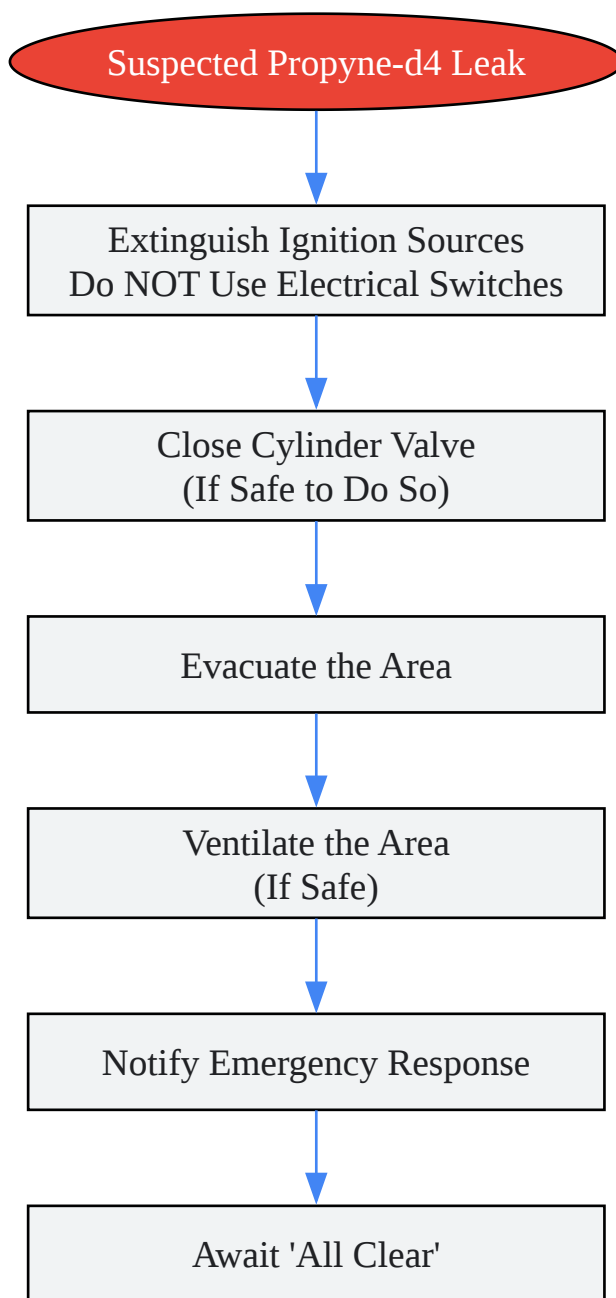 Suspected Propyne-d4 Leak
Extinguish Ignition Sources
Do NOT Use Electrical Switches
Close Cylinder Valve
(If Safe to Do So)
Evacuate the Area
Ventilate the Area
(If Safe)
Notify Emergency Response
Await 'All Clear'